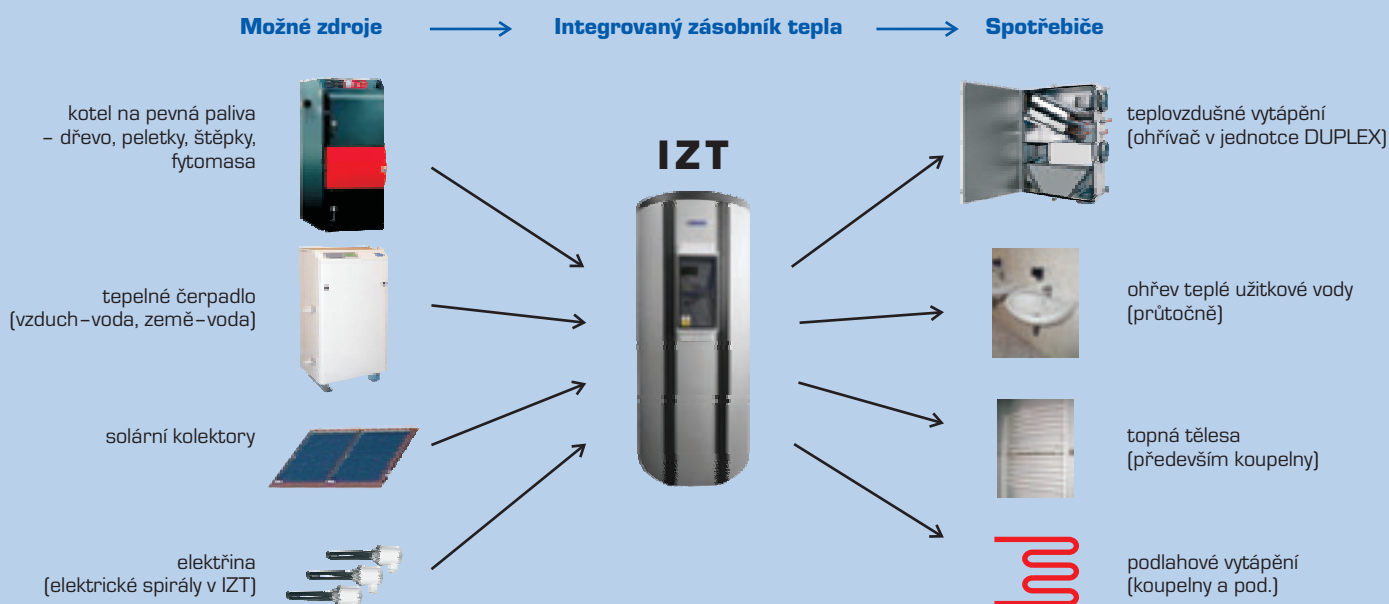 Možné zdroje
Integrovaný zásobník tepla
Spotřebiče
kotel na pevná paliva
– dřevo, peletky, štěpky,
fytomasa
tepelné čerpadlo
(vzduch–voda, země–voda)
solární kolektory
elektřina
(elektrické spirály v IZT)
IZT
teplovzdušné vytápění
(ohřívač v jednotce DUPLEX)
ohřev teplé užitkové vody
(průtočně)
topná tělesa
(především koupelny)
podlahové vytápění
(koupelny a pod.)